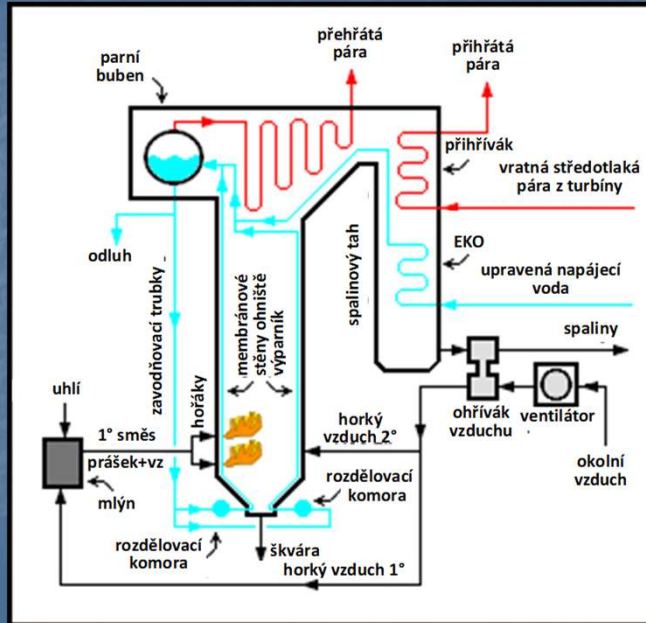 přehřátá
pára
přihřátá
pára
parní
buben
přihřívák
vratná středotlaká
pára z turbíny
odluh
EKO
upravená napájecí
voda
zavodňovací trubky
membránové
stěny ohniště
výparník
spalinový tah
spaliny
uhlí
hořáky
ohřívák
vzduchu
ventilátor
1° směs
prášek+vz
horký
vzduch 2°
okolní
vzduch
mlýn
rozdělovací
komora
rozdělovací
komora
škvára
horký vzduch 1°